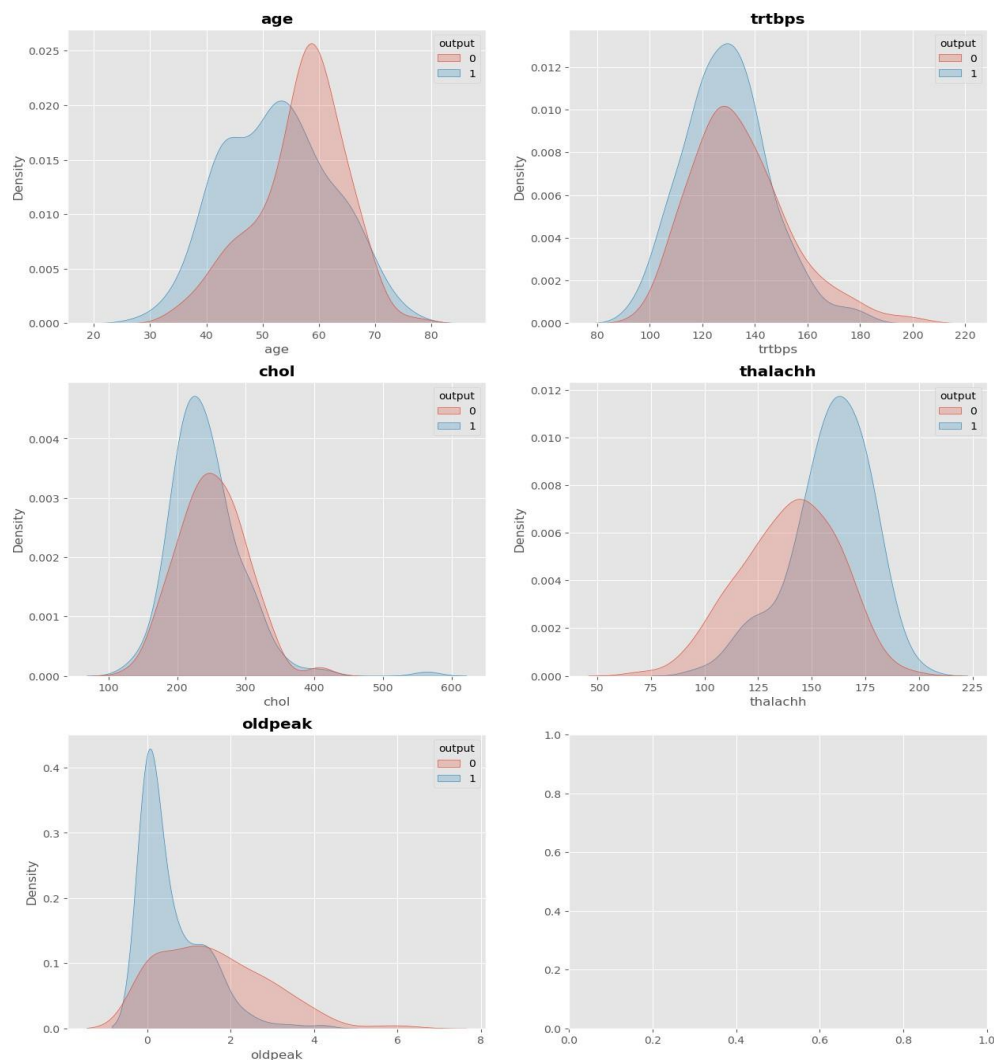 age
output
0
1
0.025
0.020
0.015
0.010
0.005
0.000
Density
20 30 40 50 60 70 80
age
trtbps
output
0
1
0.012
0.010
0.008
0.006
0.004
0.002
0.000
Density
80 100 120 140 160 180 200 220
trtbps
chol
output
0
1
0.004
0.003
0.002
0.001
0.000
Density
100 200 300 400 500 600
chol
thalachh
output
0
1
0.012
0.010
0.008
0.006
0.004
0.002
0.000
Density
50 75 100 125 150 175 200 225
thalachh
oldpeak
output
0
1
0.4
0.3
0.2
0.1
0.0
Density
0 2 4 6 8
oldpeak
1.0
0.8
0.6
0.4
0.2
0.0
0.0 0.2 0.4 0.6 0.8 1.0